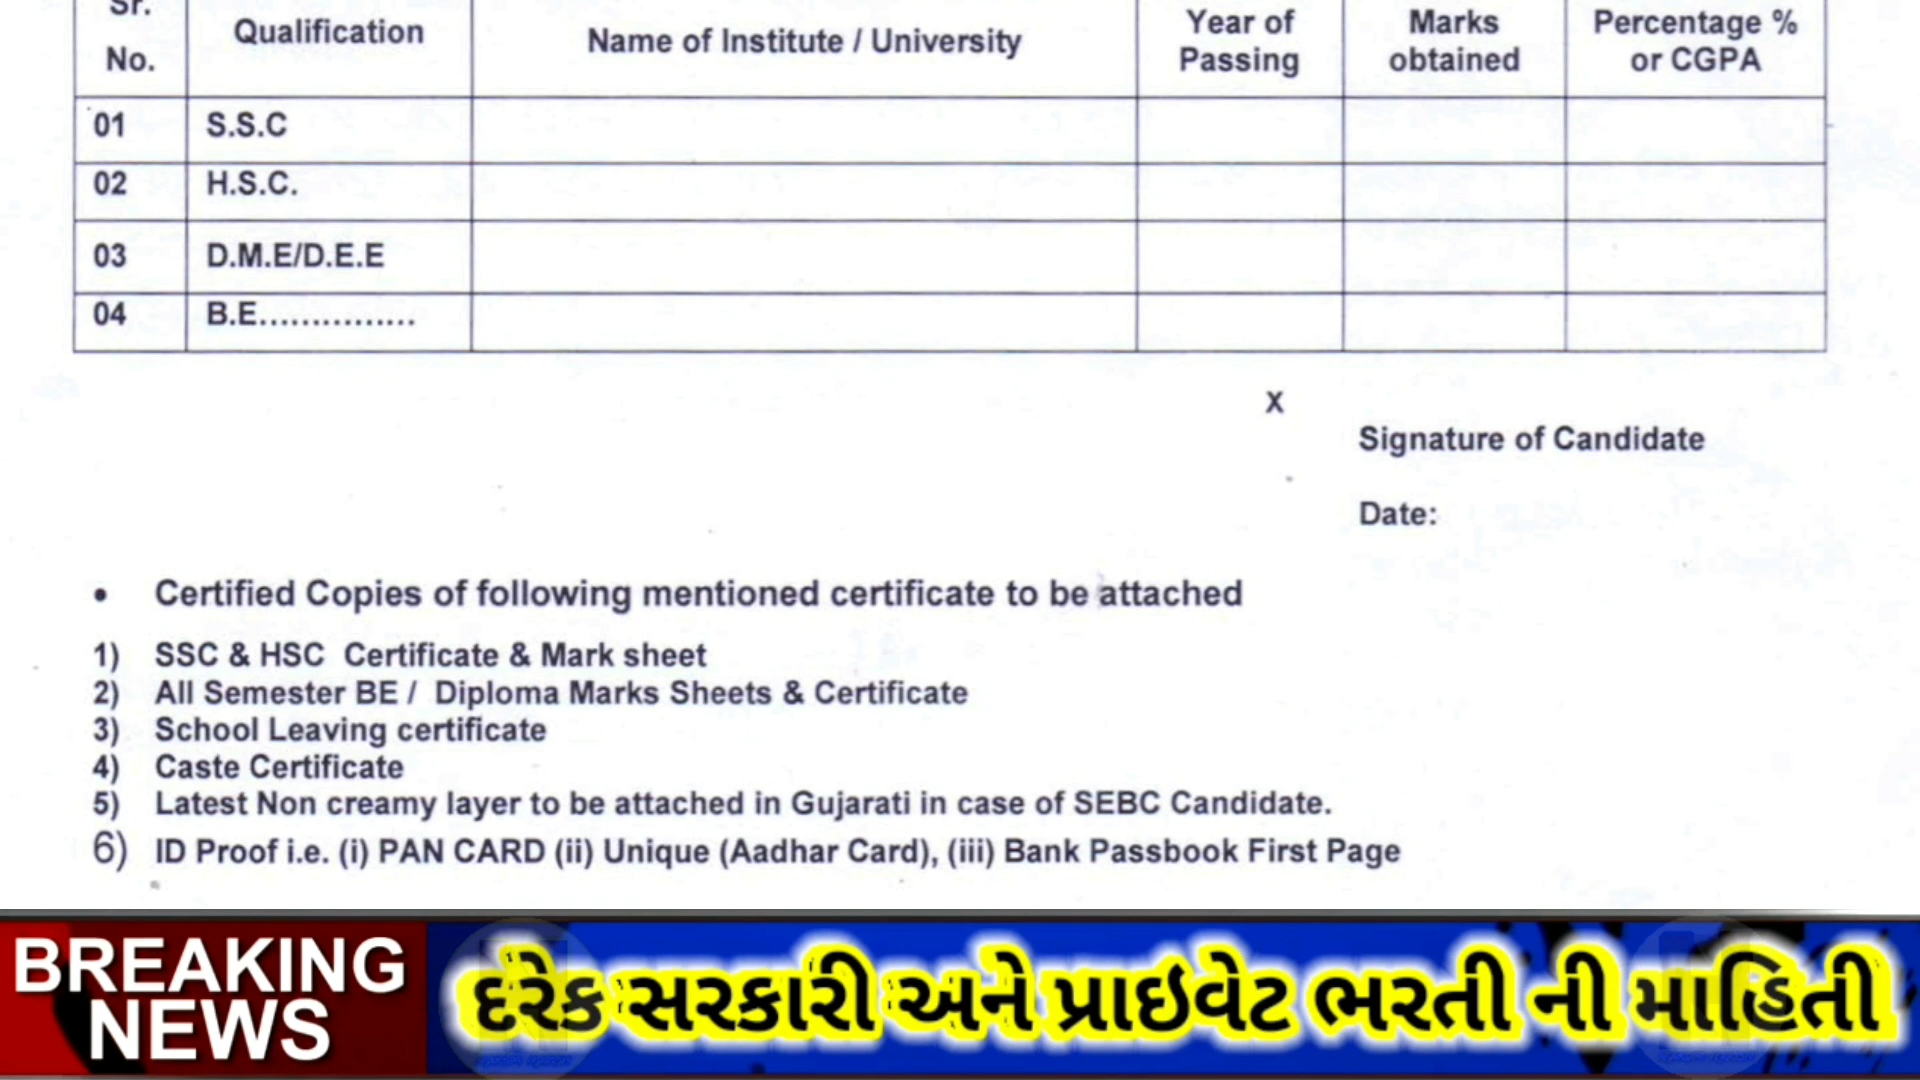 Sr.
No.
Qualification
Name of Institute / University
Year of
Passing
Marks
obtained
Percentage %
or CGPA
01 S.S.C
02 H.S.C.
03 D.M.E/D.E.E
04 B.E...............
X
Signature of Candidate
Date:
• Certified Copies of following mentioned certificate to be attached
1) SSC & HSC Certificate & Mark sheet
2) All Semester BE / Diploma Marks Sheets & Certificate
3) School Leaving certificate
4) Caste Certificate
5) Latest Non creamy layer to be attached in Gujarati in case of SEBC Candidate.
6) ID Proof i.e. (i) PAN CARD (ii) Unique (Aadhar Card), (iii) Bank Passbook First Page
BREAKING
NEWS
દરેક સરકારી અને પ્રાઇવેટ ભરતી ની માહિતી